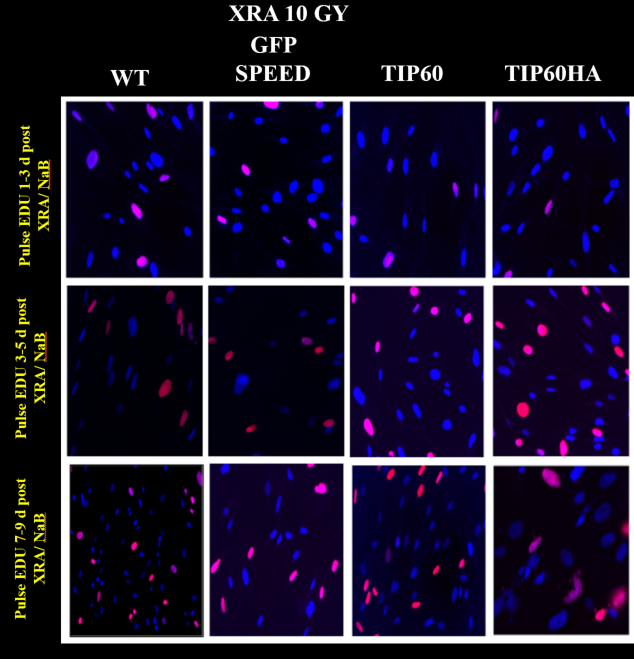 XRA 10 GY
GFP
WT SPEED TIP60 TIP60HA
Pulse EDU 1-3 d post
XRA/ NaB
Pulse EDU 3-5 d post
XRA/ NaB
Pulse EDU 7-9 d post
XRA/ NaB